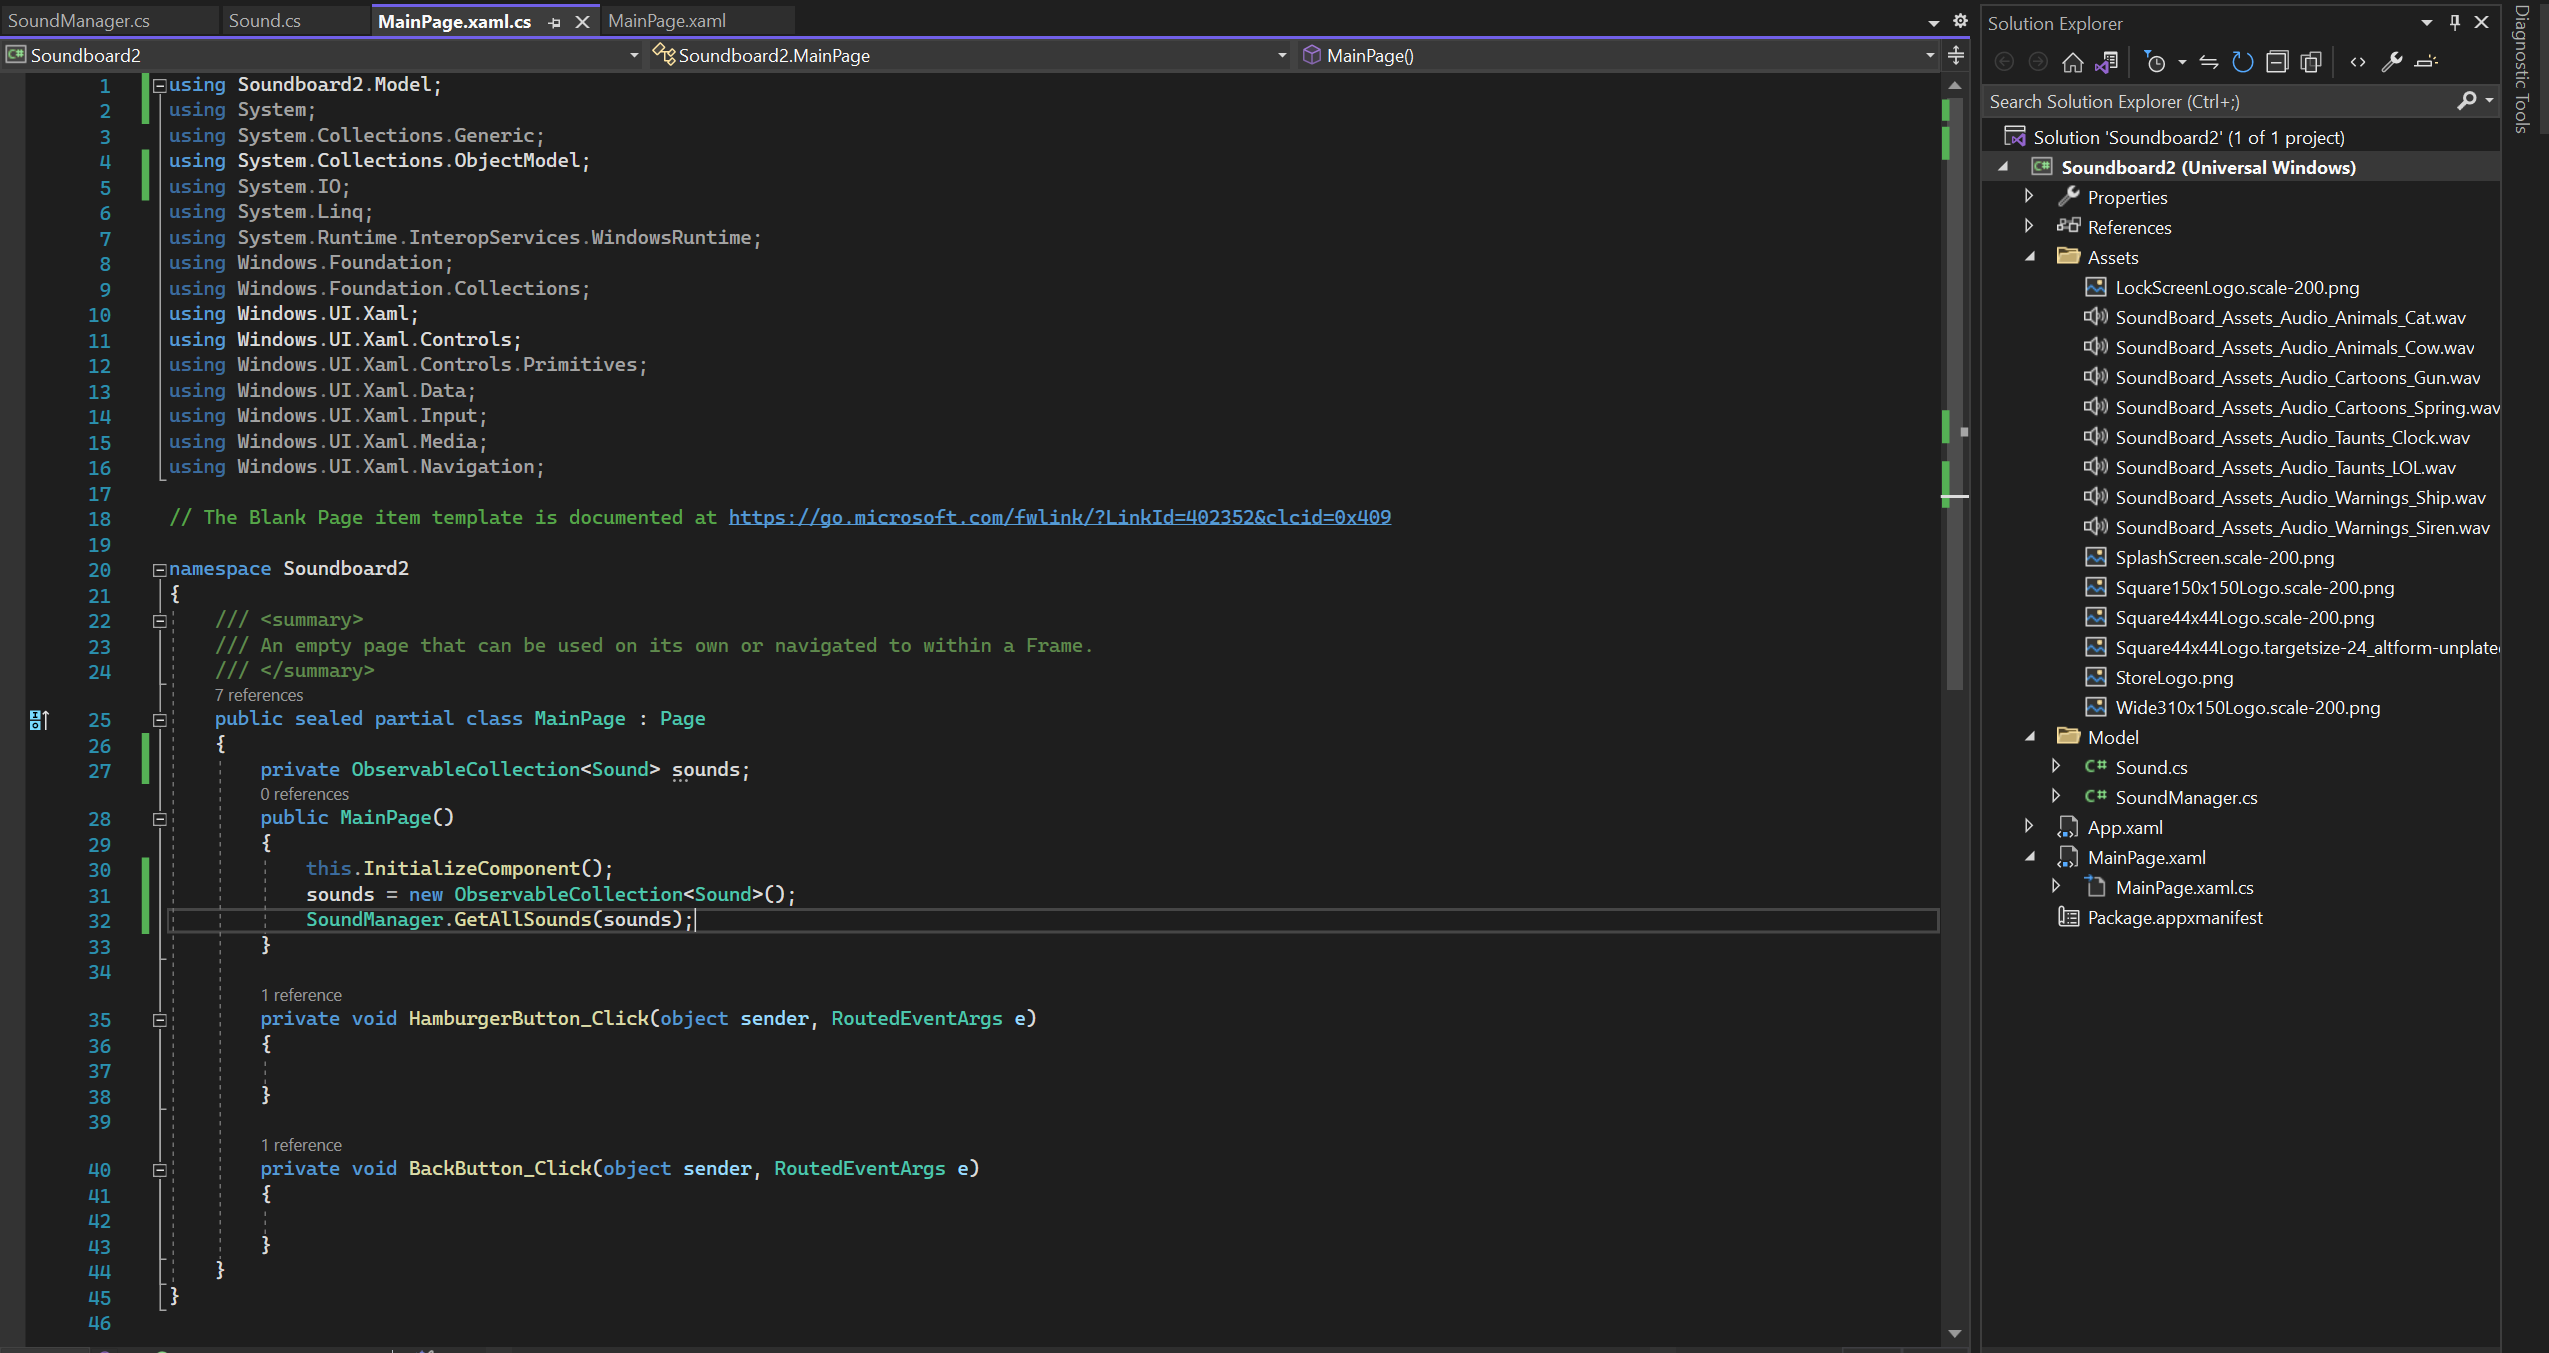 SoundManager.cs
Sound.cs
MainPage.xaml.cs
MainPage.xaml
Soundboard2
Soundboard2.MainPage
MainPage()
1 using Soundboard2.Model;
2 using System;
3 using System.Collections.Generic;
4 using System.Collections.ObjectModel;
5 using System.IO;
6 using System.Linq;
7 using System.Runtime.InteropServices.WindowsRuntime;
8 using Windows.Foundation;
9 using Windows.Foundation.Collections;
10 using Windows.UI.Xaml;
11 using Windows.UI.Xaml.Controls;
12 using Windows.UI.Xaml.Controls.Primitives;
13 using Windows.UI.Xaml.Data;
14 using Windows.UI.Xaml.Input;
15 using Windows.UI.Xaml.Media;
16 using Windows.UI.Xaml.Navigation;
17
18 // The Blank Page item template is documented at https://go.microsoft.com/fwlink/?LinkId=402352&clcid=0x409
19
20 namespace Soundboard2
21 {
22 /// <summary>
23 /// An empty page that can be used on its own or navigated to within a Frame.
24 /// </summary>
7 references
25 public sealed partial class MainPage : Page
26 {
27 private ObservableCollection<Sound> sounds;
0 references
28 public MainPage()
29 {
30 this.InitializeComponent();
31 sounds = new ObservableCollection<Sound>();
32 SoundManager.GetAllSounds(sounds);
33 }
34
1 reference
35 private void HamburgerButton_Click(object sender, RoutedEventArgs e)
36 {
37
38 }
39
1 reference
40 private void BackButton_Click(object sender, RoutedEventArgs e)
41 {
42
43 }
44 }
45 }
46
Solution Explorer
Search Solution Explorer (Ctrl+;)
Solution 'Soundboard2' (1 of 1 project)
C# Soundboard2 (Universal Windows)
Properties
References
Assets
LockScreenLogo.scale-200.png
SoundBoard_Assets_Audio_Animals_Cat.wav
SoundBoard_Assets_Audio_Animals_Cow.wav
SoundBoard_Assets_Audio_Cartoons_Gun.wav
SoundBoard_Assets_Audio_Cartoons_Spring.wav
SoundBoard_Assets_Audio_Taunts_Clock.wav
SoundBoard_Assets_Audio_Taunts_LOL.wav
SoundBoard_Assets_Audio_Warnings_Ship.wav
SoundBoard_Assets_Audio_Warnings_Siren.wav
SplashScreen.scale-200.png
Square150x150Logo.scale-200.png
Square44x44Logo.scale-200.png
Square44x44Logo.targetsize-24_altform-unplate
StoreLogo.png
Wide310x150Logo.scale-200.png
Model
C# Sound.cs
C# SoundManager.cs
App.xaml
MainPage.xaml
MainPage.xaml.cs
Package.appxmanifest
Diagnostic Tools